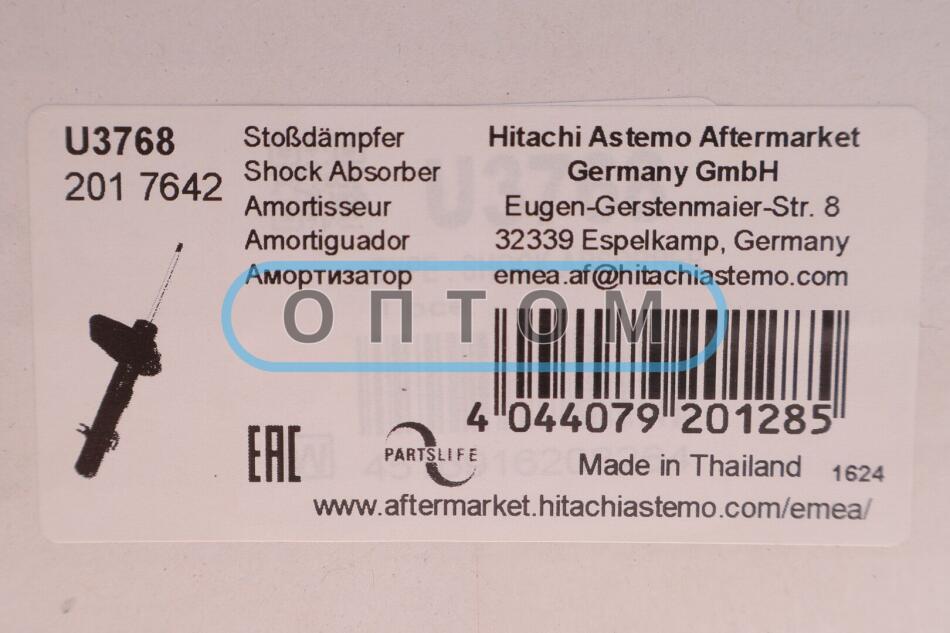 U3768
201 7642
Stoßdämpfer
Shock Absorber
Amortisseur
Amortiguador
Амортизатор
Hitachi Astemo Aftermarket
Germany GmbH
Eugen-Gerstenmaier-Str. 8
32339 Espelkamp, Germany
emea.af@hitachiastemo.com
ОПТОМ
4 044079 201285
EAC
PARTSLIFE
Made in Thailand 1624
www.aftermarket.hitachiastemo.com/emea/